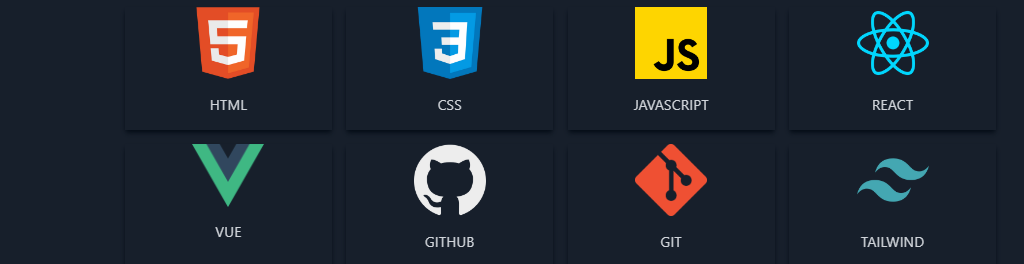 5
3
JS
HTML
CSS
JAVASCRIPT
REACT
VUE
GITHUB
GIT
TAILWIND